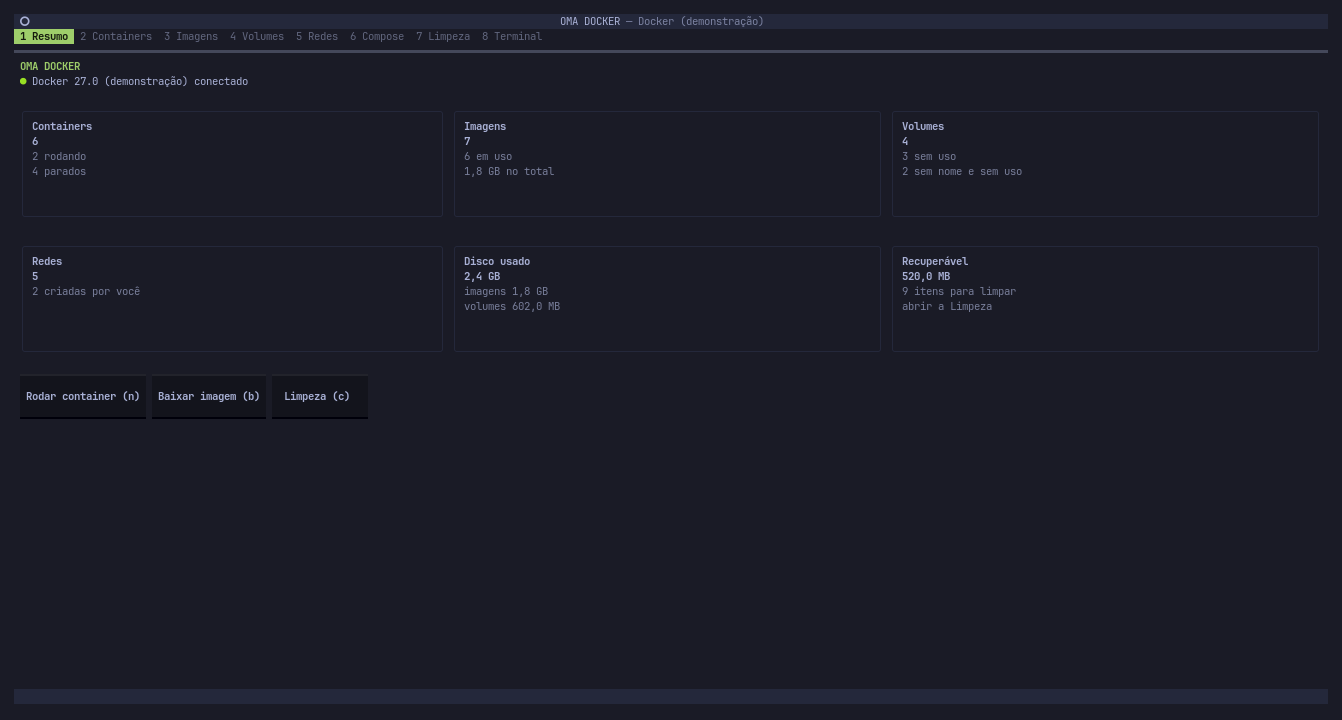 OMA DOCKER — Docker (demonstração)
1 Resumo 2 Containers 3 Imagens 4 Volumes 5 Redes 6 Compose 7 Limpeza 8 Terminal
OMA DOCKER
Docker 27.0 (demonstração) conectado
Containers
6
2 rodando
4 parados
Imagens
7
6 em uso
1,8 GB no total
Volumes
4
3 sem uso
2 sem nome e sem uso
Redes
5
2 criadas por você
Disco usado
2,4 GB
imagens 1,8 GB
volumes 602,0 MB
Recuperável
520,0 MB
9 itens para limpar
abrir a Limpeza
Rodar container (n) Baixar imagem (b) Limpeza (c)